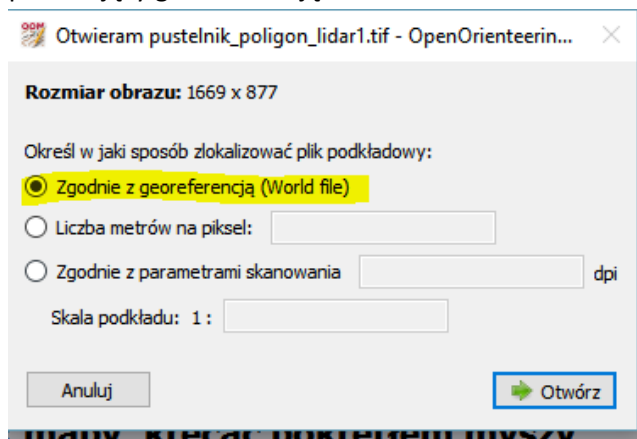 Otwieram pustelnik_poligon_lidar1.tif - OpenOrienteerin...
Rozmiar obrazu: 1669 x 877
Określ w jaki sposób zlokalizować plik podkładowy:
Zgodnie z georeferencją (World file)
Liczba metrów na piksel:
Zgodnie z parametrami skanowania dpi
Skala podkładu: 1 :
Anuluj Otwórz